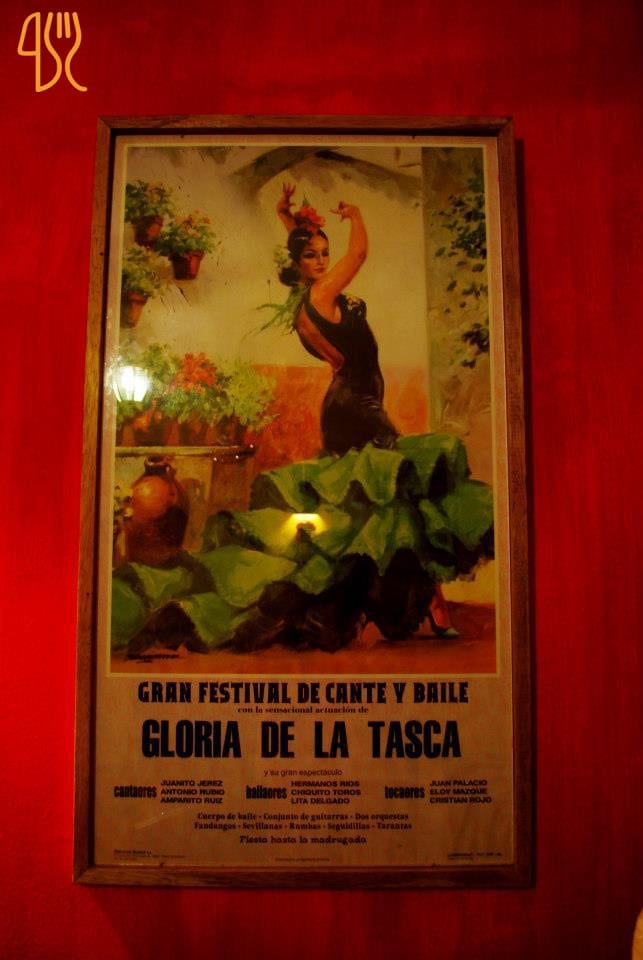 GRAN FESTIVAL DE CANTE Y BAILE
con la sensacional actuación de
GLORIA DE LA TASCA
y su gran espectáculo
cantaores
JUANITO JEREZ
ANTONIO RUBIO
AMPARITO RUIZ
bailaores
HERMANOS RIOS
CHIQUITO TOROS
LITA DELGADO
tocaores
JUAN PALACIO
ELOY MAZQUE
CRISTIAN ROJO
Cuerpo de baile - Conjunto de guitarras - Dos orquestas
Fandangos - Sevillanas - Rumbas - Seguidillas - Tarantas
Fiesta hasta la madrugada